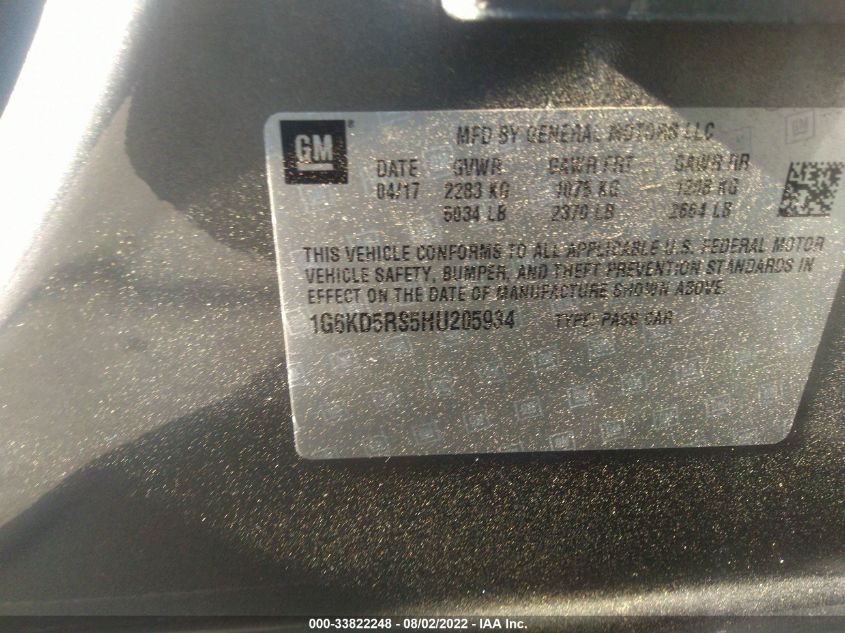 GM®
MFD BY GENERAL MOTORS LLC
DATE GVWR GAWR FRT GAWR RR
04/17 2283 KG 1075 KG 1208 KG
5034 LB 2370 LB 2664 LB
THIS VEHICLE CONFORMS TO ALL APPLICABLE U.S. FEDERAL MOTOR
VEHICLE SAFETY, BUMPER, AND THEFT PREVENTION STANDARDS IN
EFFECT ON THE DATE OF MANUFACTURE SHOWN ABOVE.
1G6KD5RS5HU205934 TYPE: PASS CAR
000-33822248 - 08/02/2022 - IAA Inc.